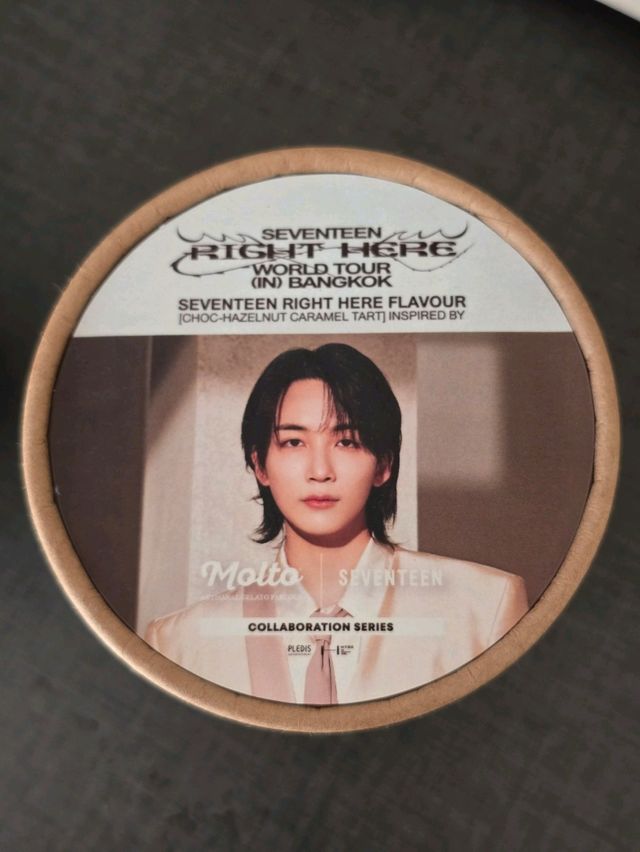 SEVENTEEN
RIGHT HERE
WORLD TOUR
(IN) BANGKOK
SEVENTEEN RIGHT HERE FLAVOUR
[CHOC-HAZELNUT CARAMEL TART] INSPIRED BY
Molto | SEVENTEEN
COLLABORATION SERIES
PLEDIS